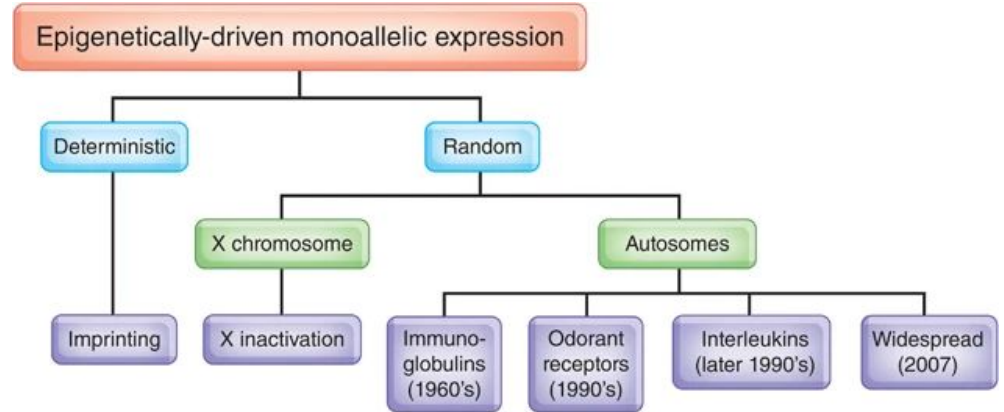 Epigenetically-driven monoallelic expression
Deterministic
Random
X chromosome
Autosomes
Imprinting
X inactivation
Immuno-
globulins
(1960's)
Odorant
receptors
(1990's)
Interleukins
(later 1990's)
Widespread
(2007)